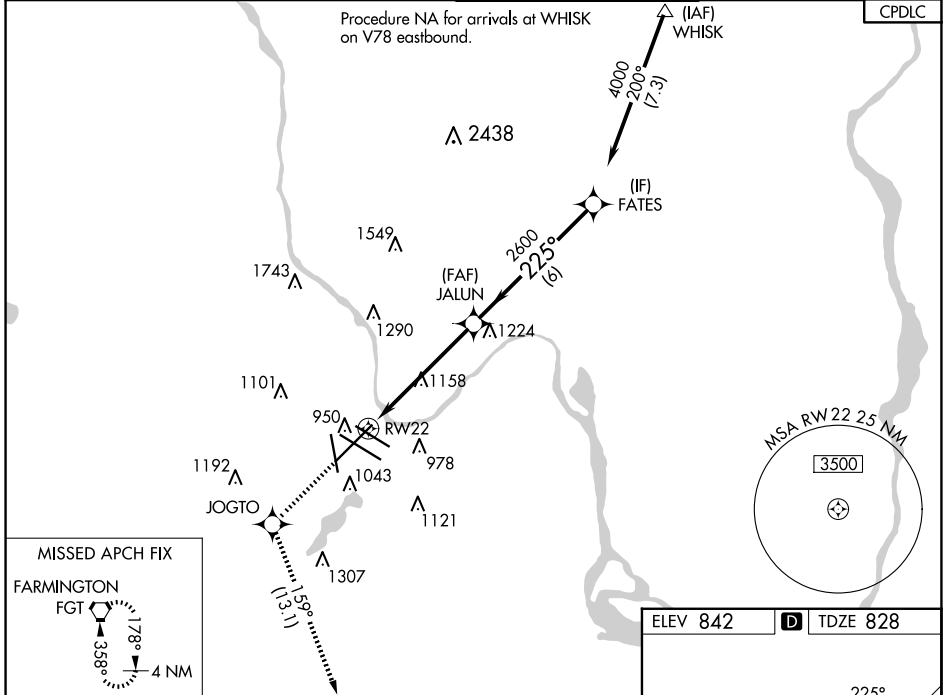 Procedure NA for arrivals at WHISK
on V78 eastbound.
(IAF)
WHISK
CPDLC
4000
200°
(7.3)
2438
(IF)
FATES
1549
2600
225°
(6)
1743
(FAF)
JALUN
1290
1224
1101
1158
950
RW22
978
1192
1043
JOGTO
1121
1307
159°
(13.1)
MSA RW 22 25 NM
3500
MISSED APCH FIX
FARMINGTON
FGT
178°
358°
4 NM
ELEV 842
D
TDZE 828
225°